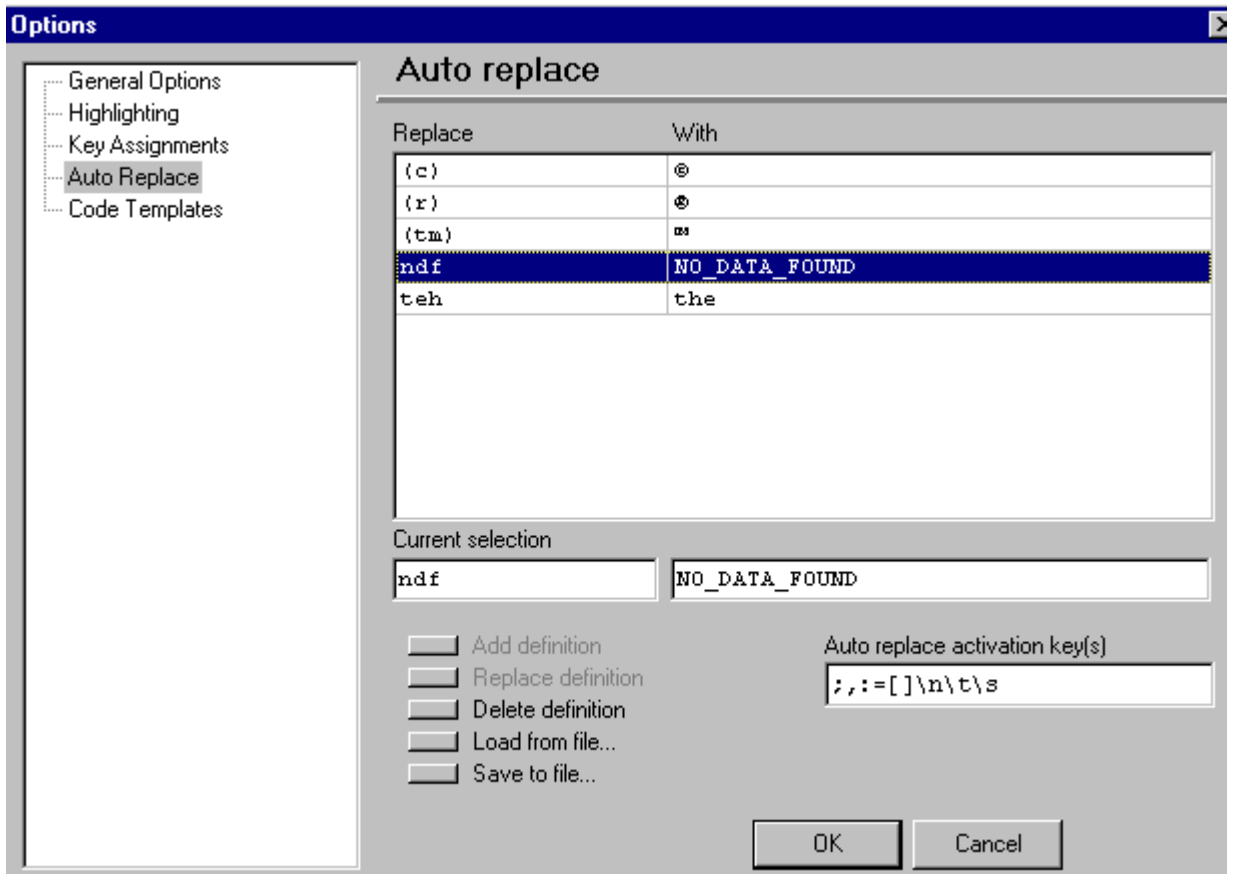 Options
General Options
Highlighting
Key Assignments
Auto Replace
Code Templates
Auto replace
Replace With
(c) ©
(r) ®
(tm) ™
ndf NO_DATA_FOUND
teh the
Current selection
ndf NO_DATA_FOUND
Add definition
Replace definition
Delete definition
Load from file...
Save to file...
Auto replace activation key(s)
;,:=[]\n\t\s
OK Cancel